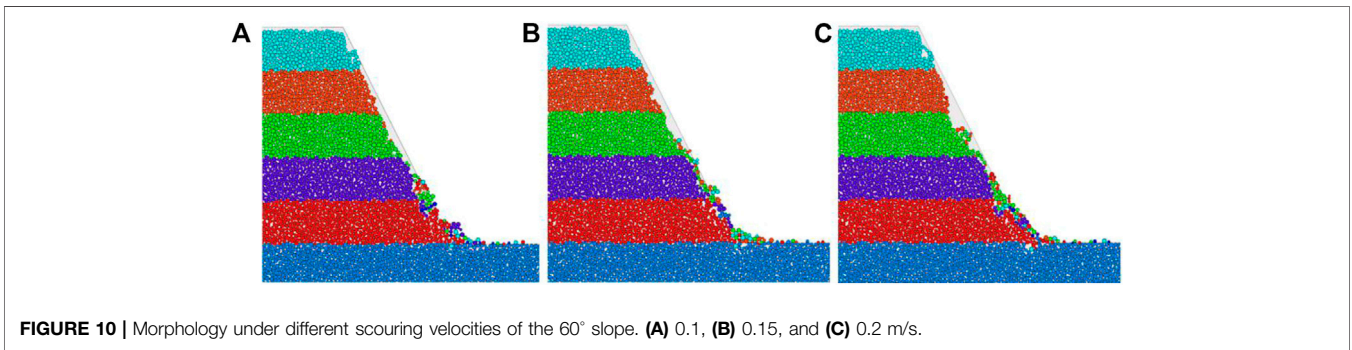 A
B
C
FIGURE 10 | Morphology under different scouring velocities of the 60° slope. (A) 0.1, (B) 0.15, and (C) 0.2 m/s.